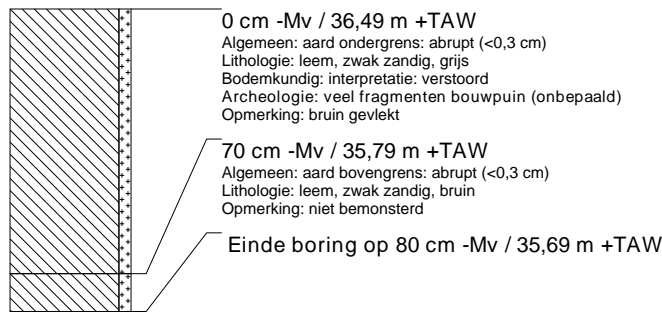 0 cm -Mv / 36,49 m +TAW
Algemeen: aard ondergrens: abrupt (<0,3 cm)
Lithologie: leem, zwak zandig, grijs
Bodemkundig: interpretatie: verstoord
Archeologie: veel fragmenten bouwpuin (onbepaald)
Opmerking: bruin gevlekt
70 cm -Mv / 35,79 m +TAW
Algemeen: aard bovengrens: abrupt (<0,3 cm)
Lithologie: leem, zwak zandig, bruin
Opmerking: niet bemonsterd
Einde boring op 80 cm -Mv / 35,69 m +TAW